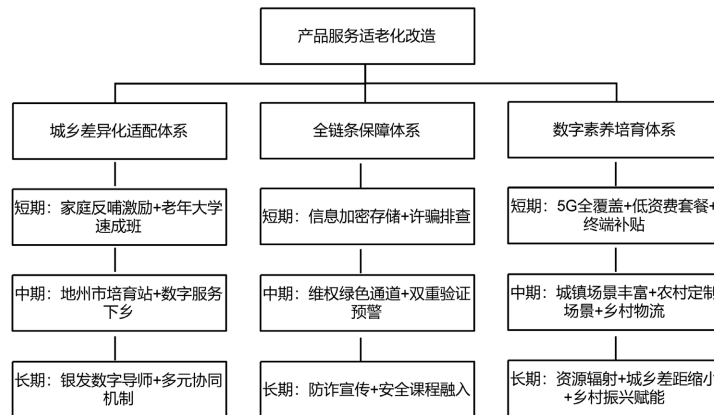 产品服务适老化改造
城乡差异化适配体系
全链条保障体系
数字素养培育体系
短期：家庭反哺激励+老年大学
速成班
短期：信息加密存储+许骗排查
短期：5G全覆盖+低资费套餐+
终端补贴
中期：地州市培育站+数字服务
下乡
中期：维权绿色通道+双重验证
预警
中期：城镇场景丰富+农村定制
场景+乡村物流
长期：银发数字导师+多元协同
机制
长期：防诈宣传+安全课程融入
长期：资源辐射+城乡差距缩小
+乡村振兴赋能